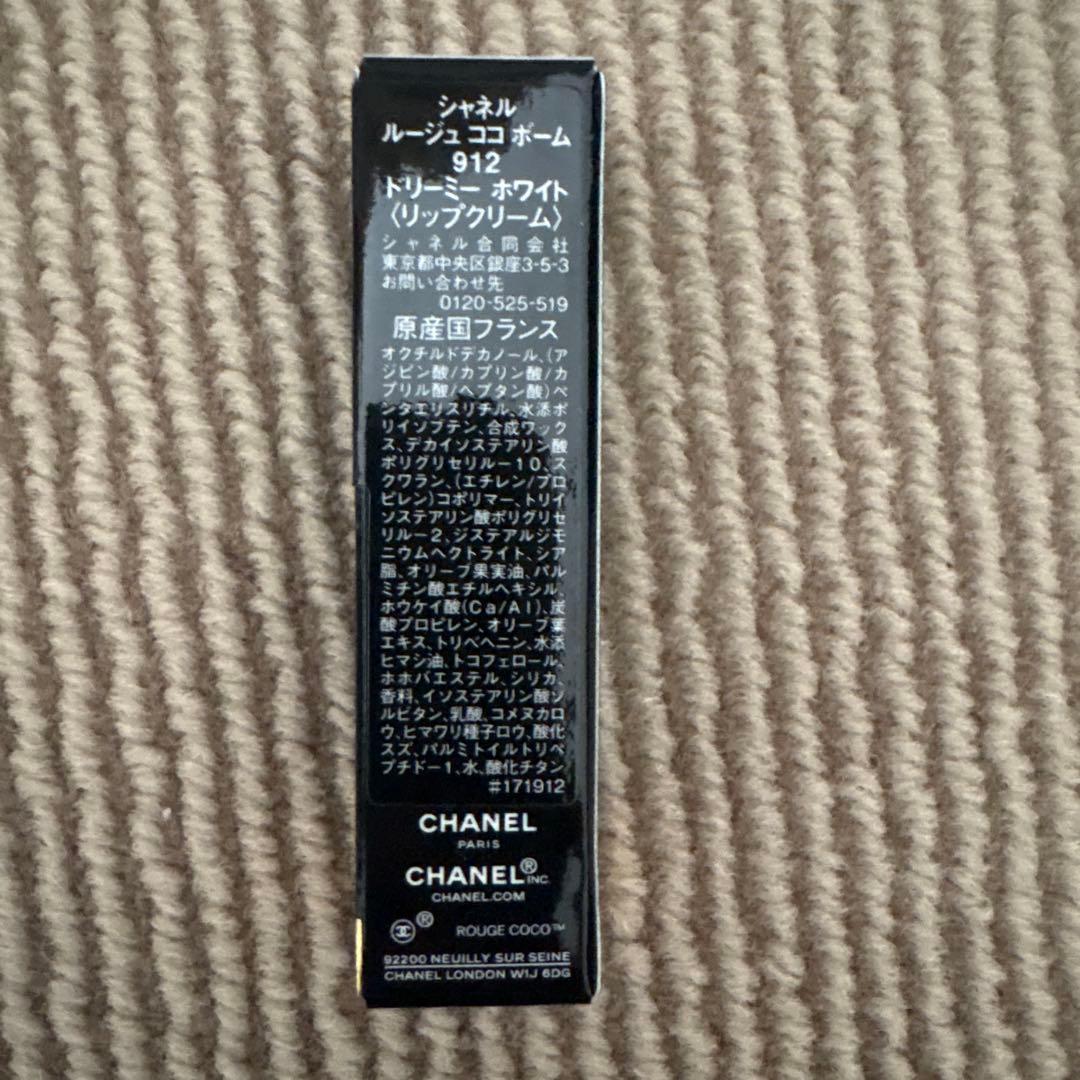 シャネル
ルージュ ココ ボーム
912
ドリーミー ホワイト
〈リップクリーム〉
シャネル合同会社
東京都中央区銀座3-5-3
お問い合わせ先
0120-525-519
原産国フランス
オクチルドデカノール、(ア
ジピン酸/カプリン酸/カ
プリル酸/ヘプタン酸)ペ
ンタエリスリチル、水添ポ
リイソブテン、合成ワック
ス、デカイソステアリン酸
ポリグリセリルー10、ス
クワラン、(エチレン/プロ
ピレン)コポリマー、トリイ
ソステアリン酸ポリグリセ
リルー2、ジステアルジモ
ニウムヘクトライト、シア
脂、オリーブ果実油、パル
ミチン酸エチルヘキシル、
ホウケイ酸(Ca/Al)、炭
酸プロピレン、オリーブ葉
エキス、トリベヘニン、水添
ヒマシ油、トコフェロール、
ホホバエステル、シリカ、
香料、イソステアリン酸ソ
ルビタン、乳酸、コメヌカロ
ウ、ヒマワリ種子ロウ、酸化
スズ、パルミトイルトリペ
プチドー1、水、酸化チタン
#171912
CHANEL
PARIS
CHANEL® INC.
CHANEL.COM
® ROUGE COCO™
92200 NEUILLY SUR SEINE
CHANEL LONDON W1J 6DG